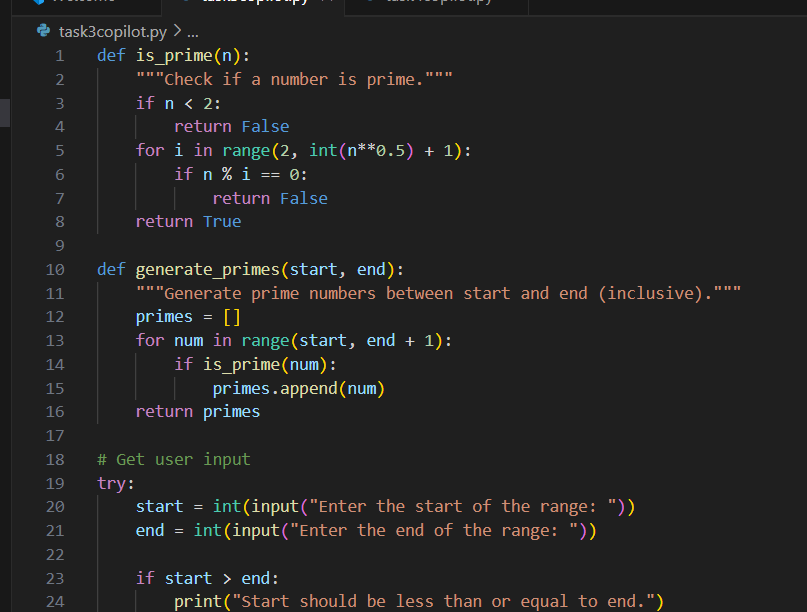 task3copilot.py > ...
1 def is_prime(n):
2     """Check if a number is prime."""
3     if n < 2:
4         return False
5     for i in range(2, int(n**0.5) + 1):
6         if n % i == 0:
7             return False
8     return True
9
10 def generate_primes(start, end):
11     """Generate prime numbers between start and end (inclusive)."""
12     primes = []
13     for num in range(start, end + 1):
14         if is_prime(num):
15             primes.append(num)
16     return primes
17
18 # Get user input
19 try:
20     start = int(input("Enter the start of the range: "))
21     end = int(input("Enter the end of the range: "))
22
23     if start > end:
24         print("Start should be less than or equal to end.")